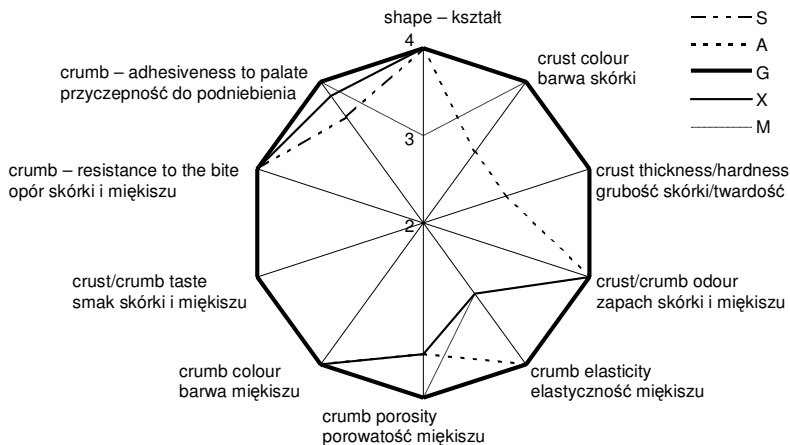 shape – kształt
4
crust colour
barwa skórki
crumb – adhesiveness to palate
przyczepność do podniebienia
3
crumb – resistance to the bite
opór skórki i miękiszu
crust thickness/hardness
grubość skórki/twardość
2
crust/crumb taste
smak skórki i miękiszu
crust/crumb odour
zapach skórki i miękiszu
crumb colour
barwa miękiszu
crumb elasticity
elastyczność miękiszu
crumb porosity
porowatość miękiszu
S
A
G
X
M